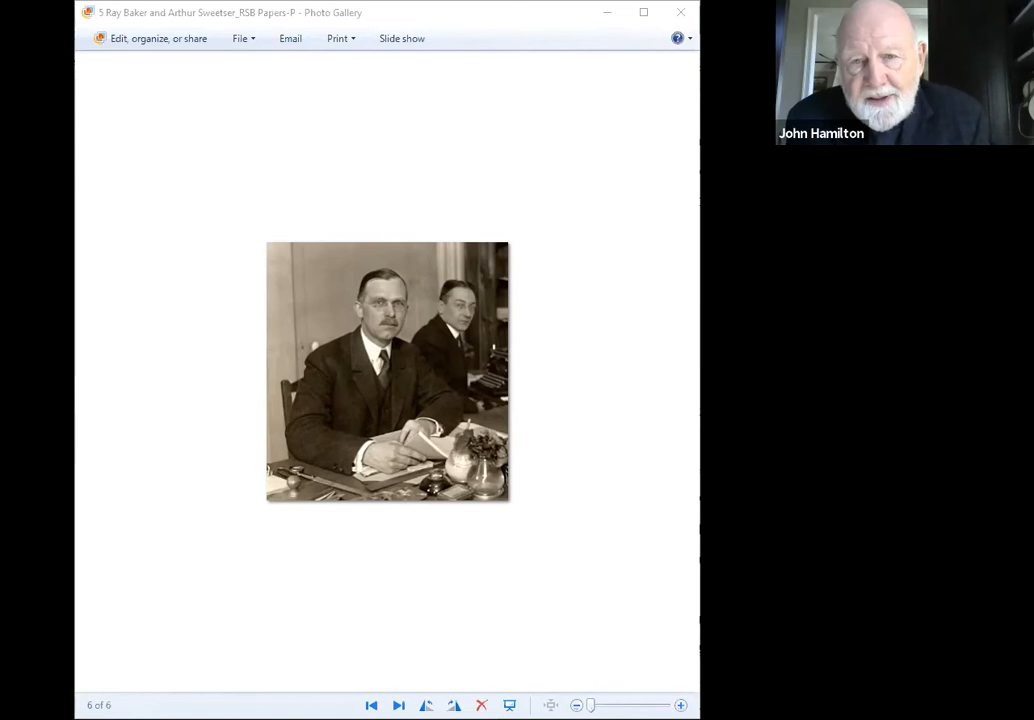 5 Ray Baker and Arthur Sweetser_RSB Papers-P - Photo Gallery
Edit, organize, or share File Email Print Slide show
John Hamilton
6 of 6